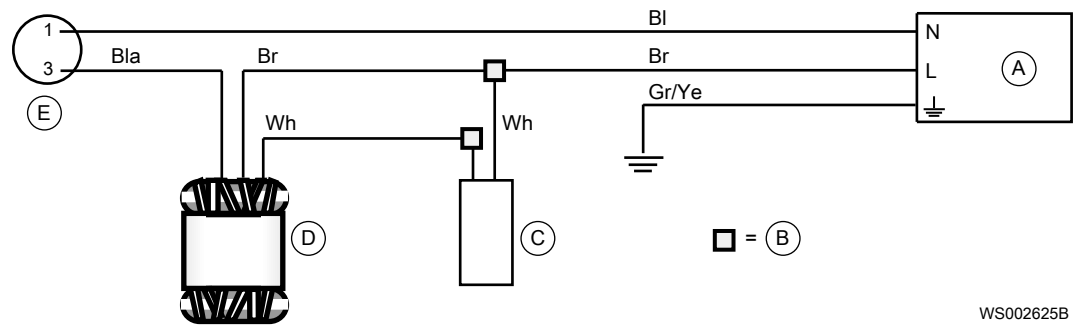 1 Bl N
3 Bla Br Br L A
E Gr/Ye
Wh Wh
D C = B
WS002625B